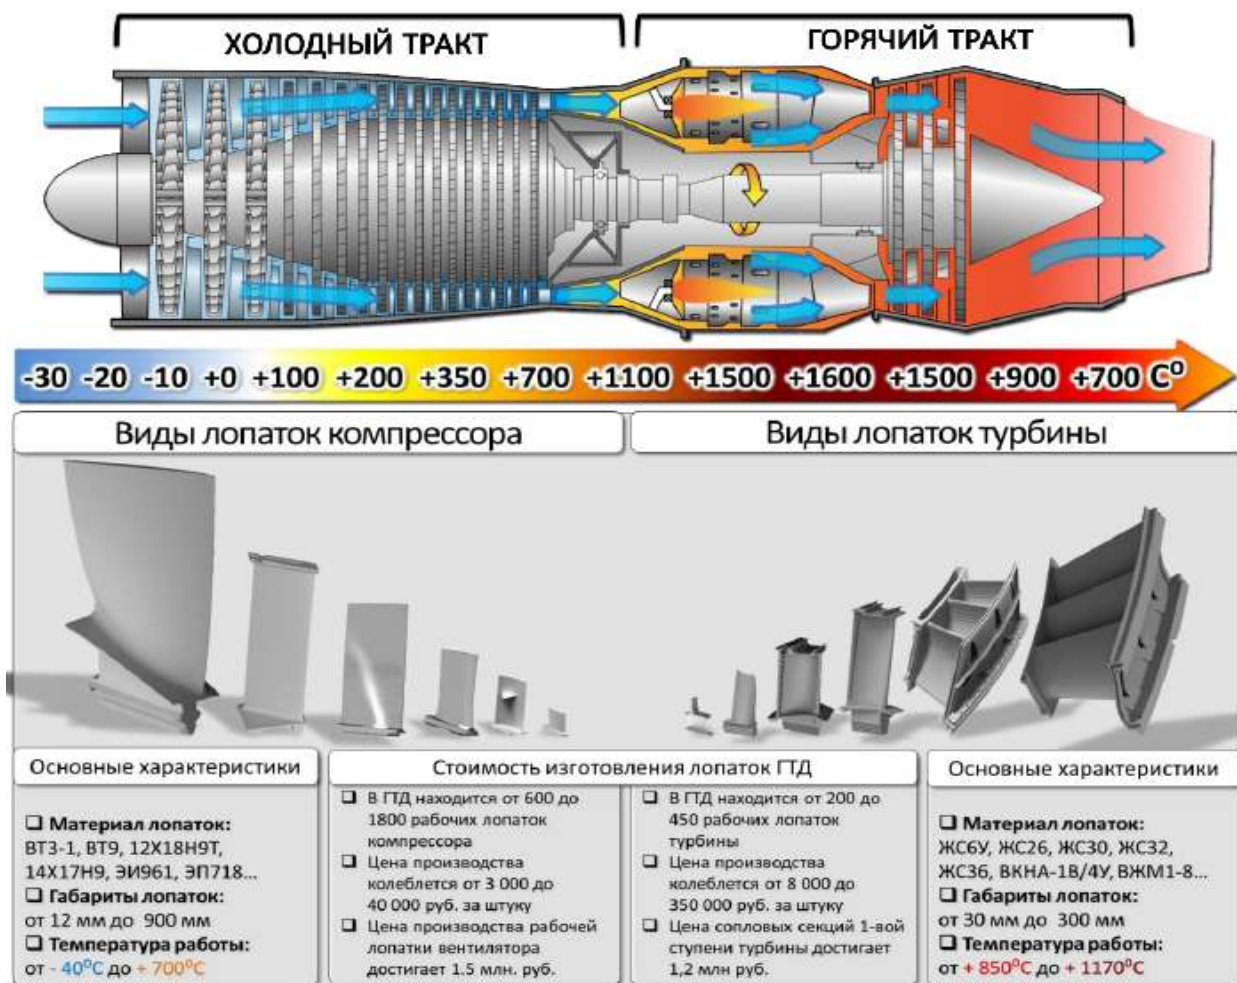 ХОЛОДНЫЙ ТРАКТ
ГОРЯЧИЙ ТРАКТ
-30 -20 -10 +0 +100 +200 +350 +700 +1100 +1500 +1600 +1500 +900 +700 C⁰
Виды лопаток компрессора
Виды лопаток турбины
Основные характеристики
❑ Материал лопаток:
ВТ3-1, ВТ9, 12Х18Н9Т,
14Х17Н9, ЭИ961, ЭП718...
❑ Габариты лопаток:
от 12 мм до 900 мм
❑ Температура работы:
от - 40⁰С до + 700⁰С
Стоимость изготовления лопаток ГТД
❑ В ГТД находится от 600 до
1800 рабочих лопаток
компрессора
❑ Цена производства
колеблется от 3 000 до
40 000 руб. за штуку
❑ Цена производства рабочей
лопатки вентилятора
достигает 1.5 млн. руб.
❑ В ГТД находится от 200 до
450 рабочих лопаток
турбины
❑ Цена производства
колеблется от 8 000 до
350 000 руб. за штуку
❑ Цена сопловых секций 1-вой
ступени турбины достигает
1,2 млн руб.
Основные характеристики
❑ Материал лопаток:
ЖС6У, ЖС26, ЖС30, ЖС32,
ЖС36, ВКНА-1В/4У, ВЖМ1-8...
❑ Габариты лопаток:
от 30 мм до 300 мм
❑ Температура работы:
от + 850⁰С до + 1170⁰С